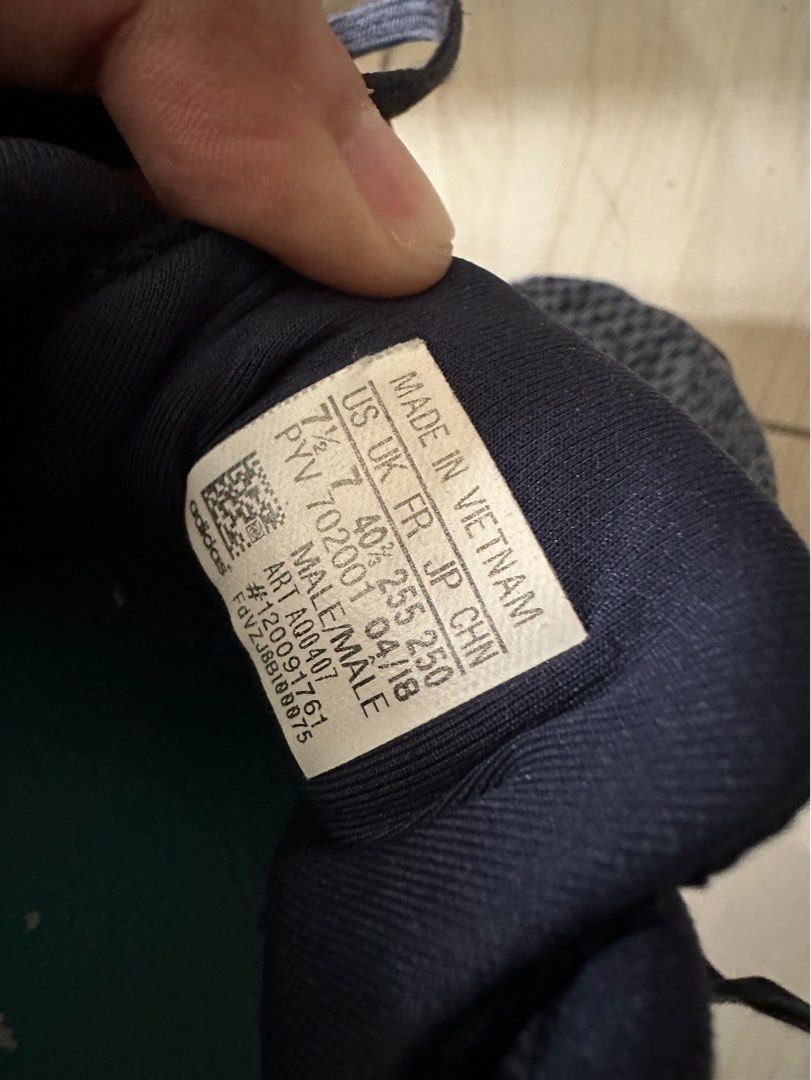 MADE IN VIETNAM
US UK FR JP CHN
7½ 7 40⅔ 255 250
PYV 702001 04/18
MALE/MÂLE
ART AQ0407
#120091761
FdVZJ8B100075
adidas